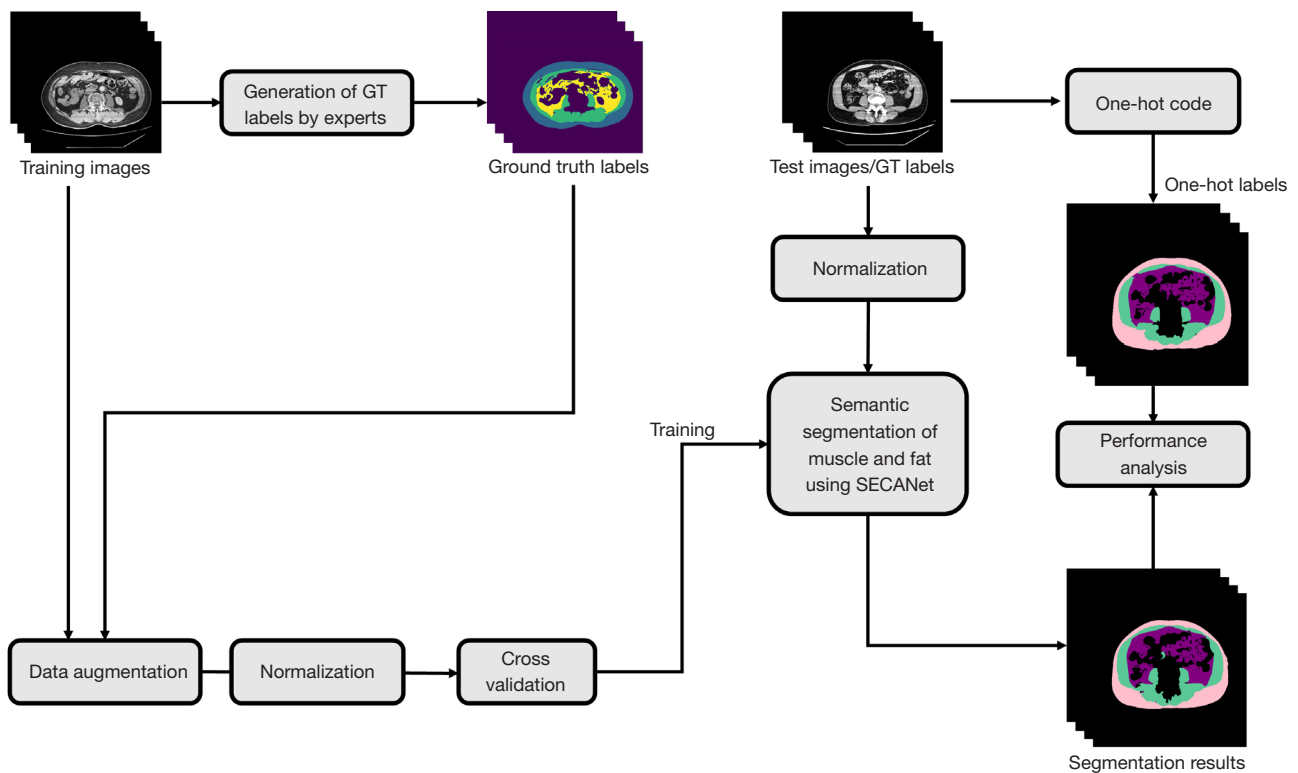 Generation of GT
labels by experts
Training images
Ground truth labels
Test images/GT labels
One-hot code
One-hot labels
Normalization
Semantic
segmentation of
muscle and fat
using SECANet
Training
Performance
analysis
Data augmentation
Normalization
Cross
validation
Segmentation results